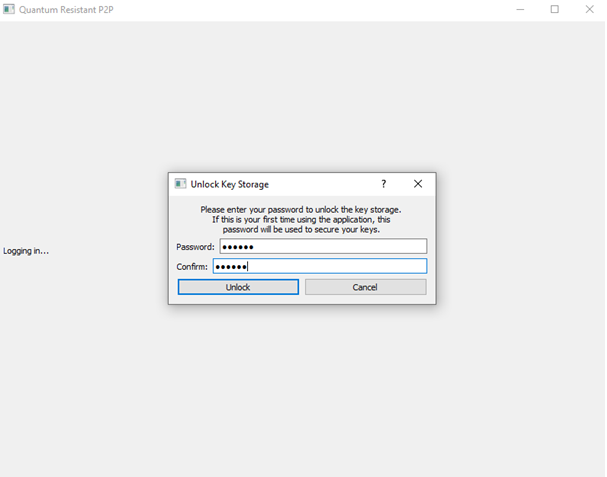 Quantum Resistant P2P
Unlock Key Storage
?
Please enter your password to unlock the key storage.
If this is your first time using the application, this
password will be used to secure your keys.
Password: ●●●●●●
Logging in...
Confirm: ●●●●●●
Unlock Cancel